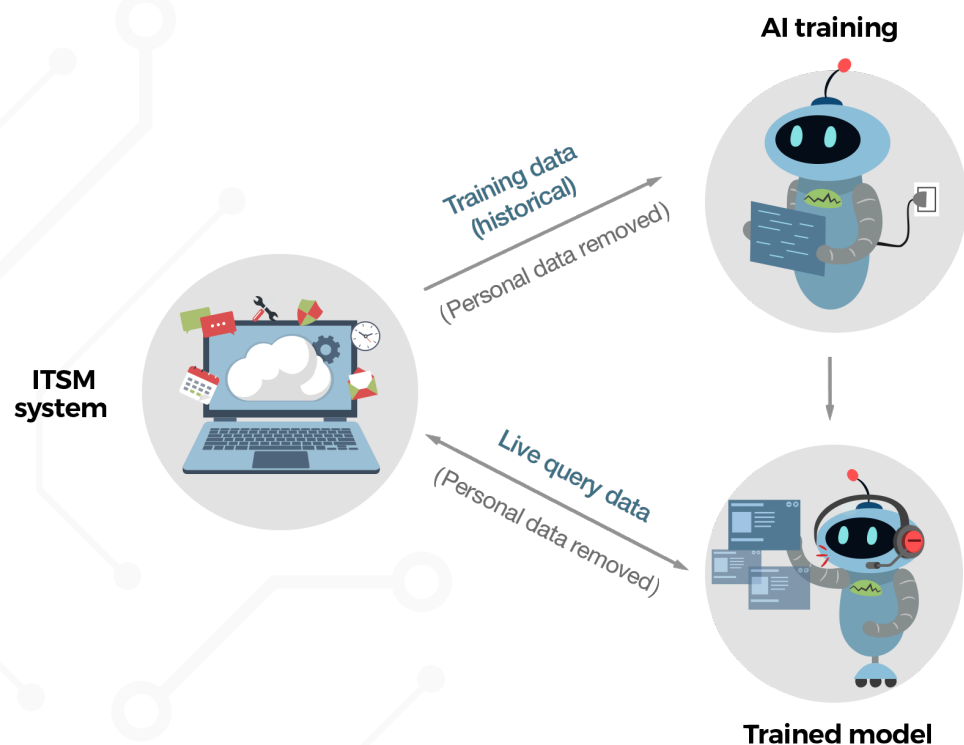 AI training
Training data
(historical)
(Personal data removed)
ITSM
system
Live query data
(Personal data removed)
Trained model